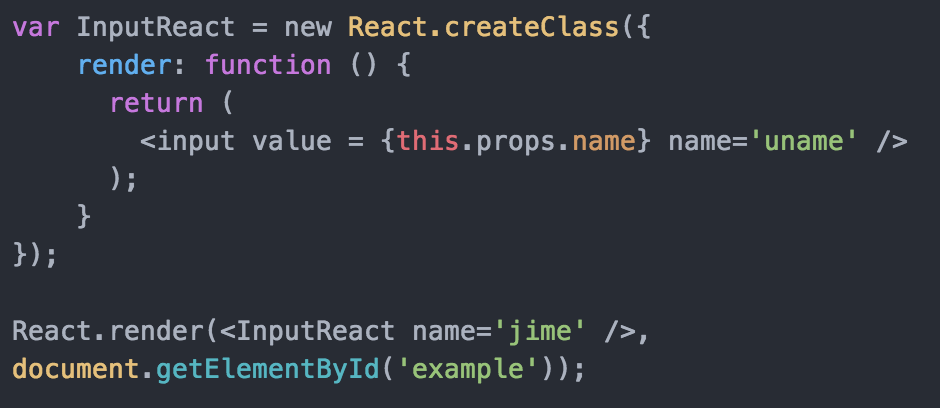 var InputReact = new React.createClass({
    render: function () {
      return (
        <input value = {this.props.name} name='uname' />
      );
    }
});

React.render(<InputReact name='jime' />,
document.getElementById('example'));